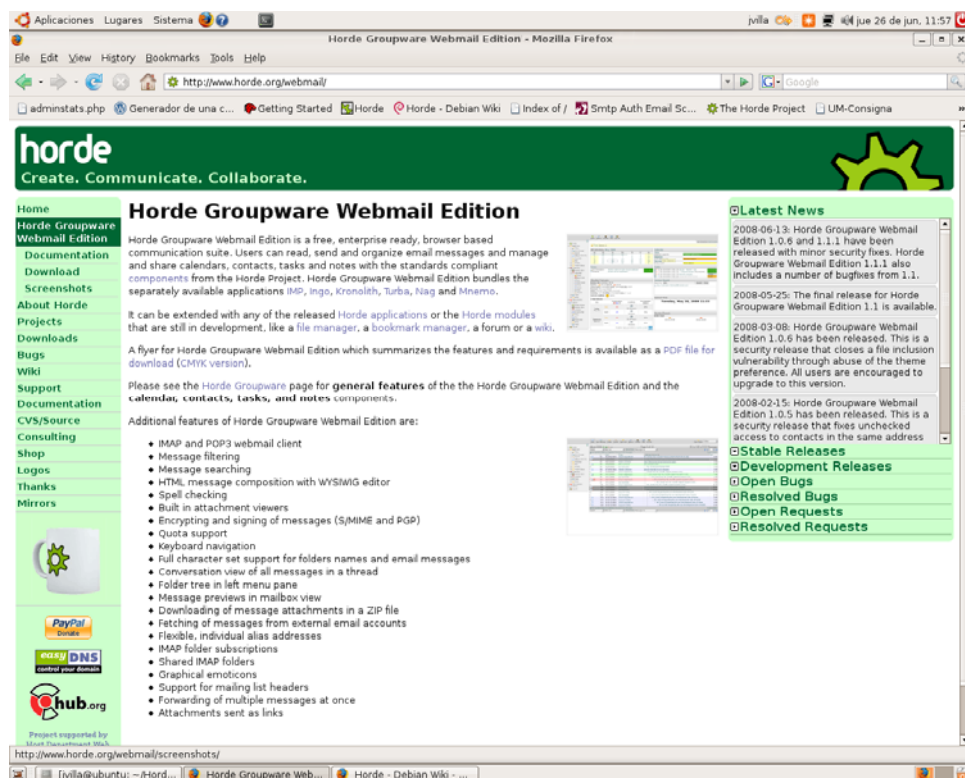 Aplicaciones Lugares Sistema
jvilla
jue 26 de jun, 11:57
Horde Groupware Webmail Edition - Mozilla Firefox
File Edit View History Bookmarks Tools Help
http://www.horde.org/webmail/
Google
adminstats.php Generador de una c... Getting Started Horde Horde - Debian Wiki Index of / Smtp Auth Email Sc... The Horde Project UM-Consigna
horde
Create. Communicate. Collaborate.
Home
Horde Groupware
Webmail Edition
Documentation
Download
Screenshots
About Horde
Projects
Downloads
Bugs
Wiki
Support
Documentation
CVS/Source
Consulting
Shop
Logos
Thanks
Mirrors
PayPal
Donate
easy DNS
control your domain
hub.org
Project supported by
Horde Groupware Webmail Edition
Horde Groupware Webmail Edition is a free, enterprise ready, browser based
communication suite. Users can read, send and organize email messages and manage
and share calendars, contacts, tasks and notes with the standards compliant
components from the Horde Project. Horde Groupware Webmail Edition bundles the
separately available applications IMP, Ingo, Kronolith, Turba, Nag and Mnemo.
It can be extended with any of the released Horde applications or the Horde modules
that are still in development, like a file manager, a bookmark manager, a forum or a wiki.
A flyer for Horde Groupware Webmail Edition which summarizes the features and requirements is available as a PDF file for
download (CMYK version).
Please see the Horde Groupware page for general features of the the Horde Groupware Webmail Edition and the
calendar, contacts, tasks, and notes components.
Additional features of Horde Groupware Webmail Edition are:
IMAP and POP3 webmail client
Message filtering
Message searching
HTML message composition with WYSIWIG editor
Spell checking
Built in attachment viewers
Encrypting and signing of messages (S/MIME and PGP)
Quota support
Keyboard navigation
Full character set support for folders names and email messages
Conversation view of all messages in a thread
Folder tree in left menu pane
Message previews in mailbox view
Downloading of message attachments in a ZIP file
Fetching of messages from external email accounts
Flexible, individual alias addresses
IMAP folder subscriptions
Shared IMAP folders
Graphical emoticons
Support for mailing list headers
Forwarding of multiple messages at once
Attachments sent as links
Latest News
2008-06-13: Horde Groupware Webmail
Edition 1.0.6 and 1.1.1 have been
released with minor security fixes. Horde
Groupware Webmail Edition 1.1.1 also
includes a number of bugfixes from 1.1.
2008-05-25: The final release for Horde
Groupware Webmail Edition 1.1 is available.
2008-03-08: Horde Groupware Webmail
Edition 1.0.6 has been released. This is a
security release that closes a file inclusion
vulnerability through abuse of the theme
preference. All users are encouraged to
upgrade to this version.
2008-02-15: Horde Groupware Webmail
Edition 1.0.5 has been released. This is a
security release that fixes unchecked
access to contacts in the same address
Stable Releases
Development Releases
Open Bugs
Resolved Bugs
Open Requests
Resolved Requests
http://www.horde.org/webmail/screenshots/
[jvilla@ubuntu: ~/Hord... Horde Groupware Web... Horde - Debian Wiki - ...